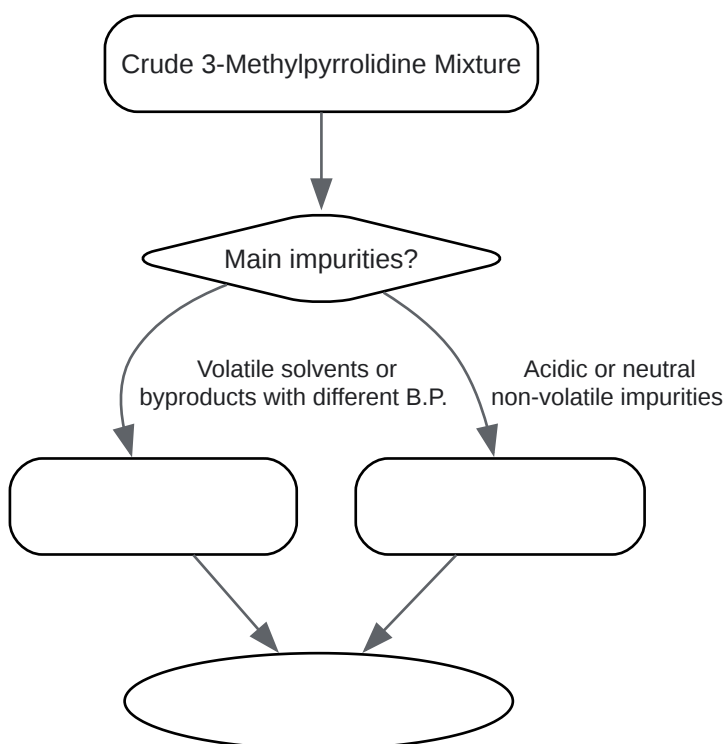 Crude 3-Methylpyrrolidine Mixture
Main impurities?
Volatile solvents or
byproducts with different B.P.
Acidic or neutral
non-volatile impurities